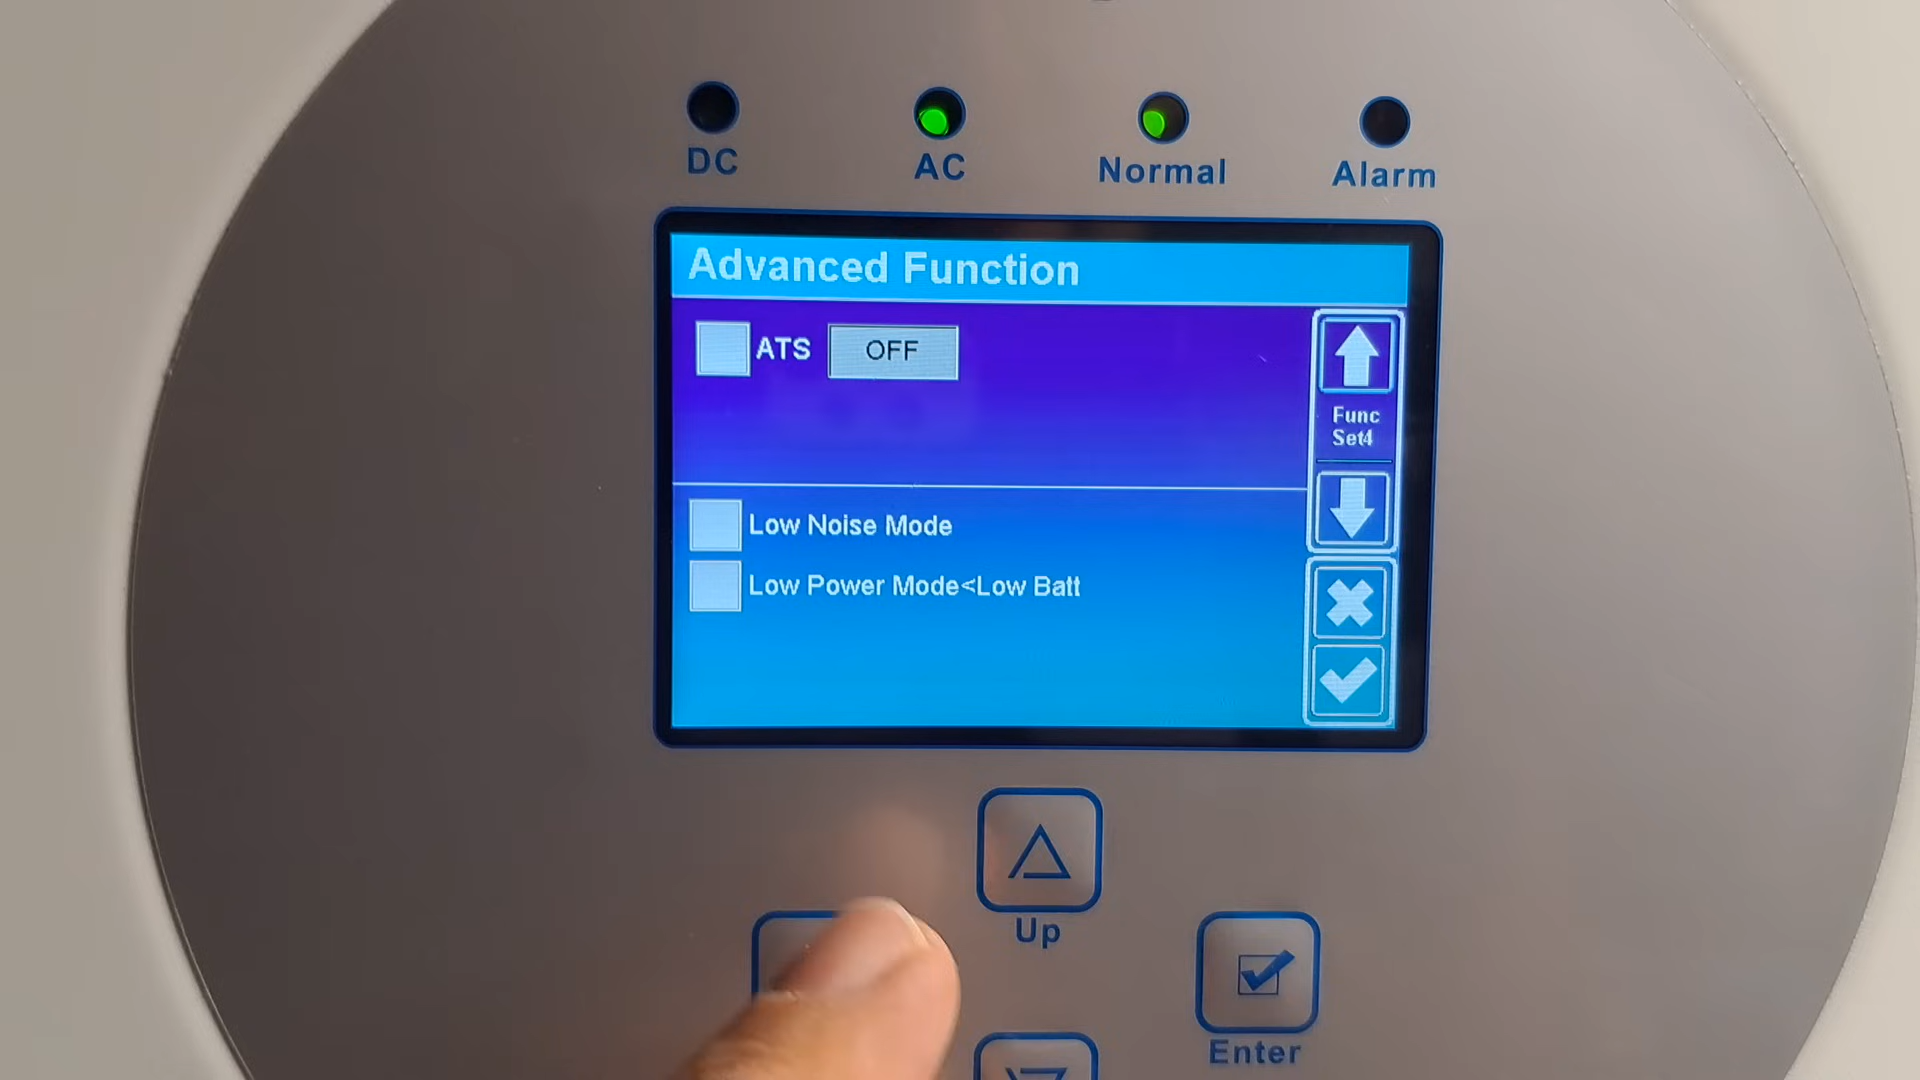 DC
AC
Normal
Alarm
Advanced Function
ATS
OFF
Func
Set4
Low Noise Mode
Low Power Mode<Low Batt
Up
Enter